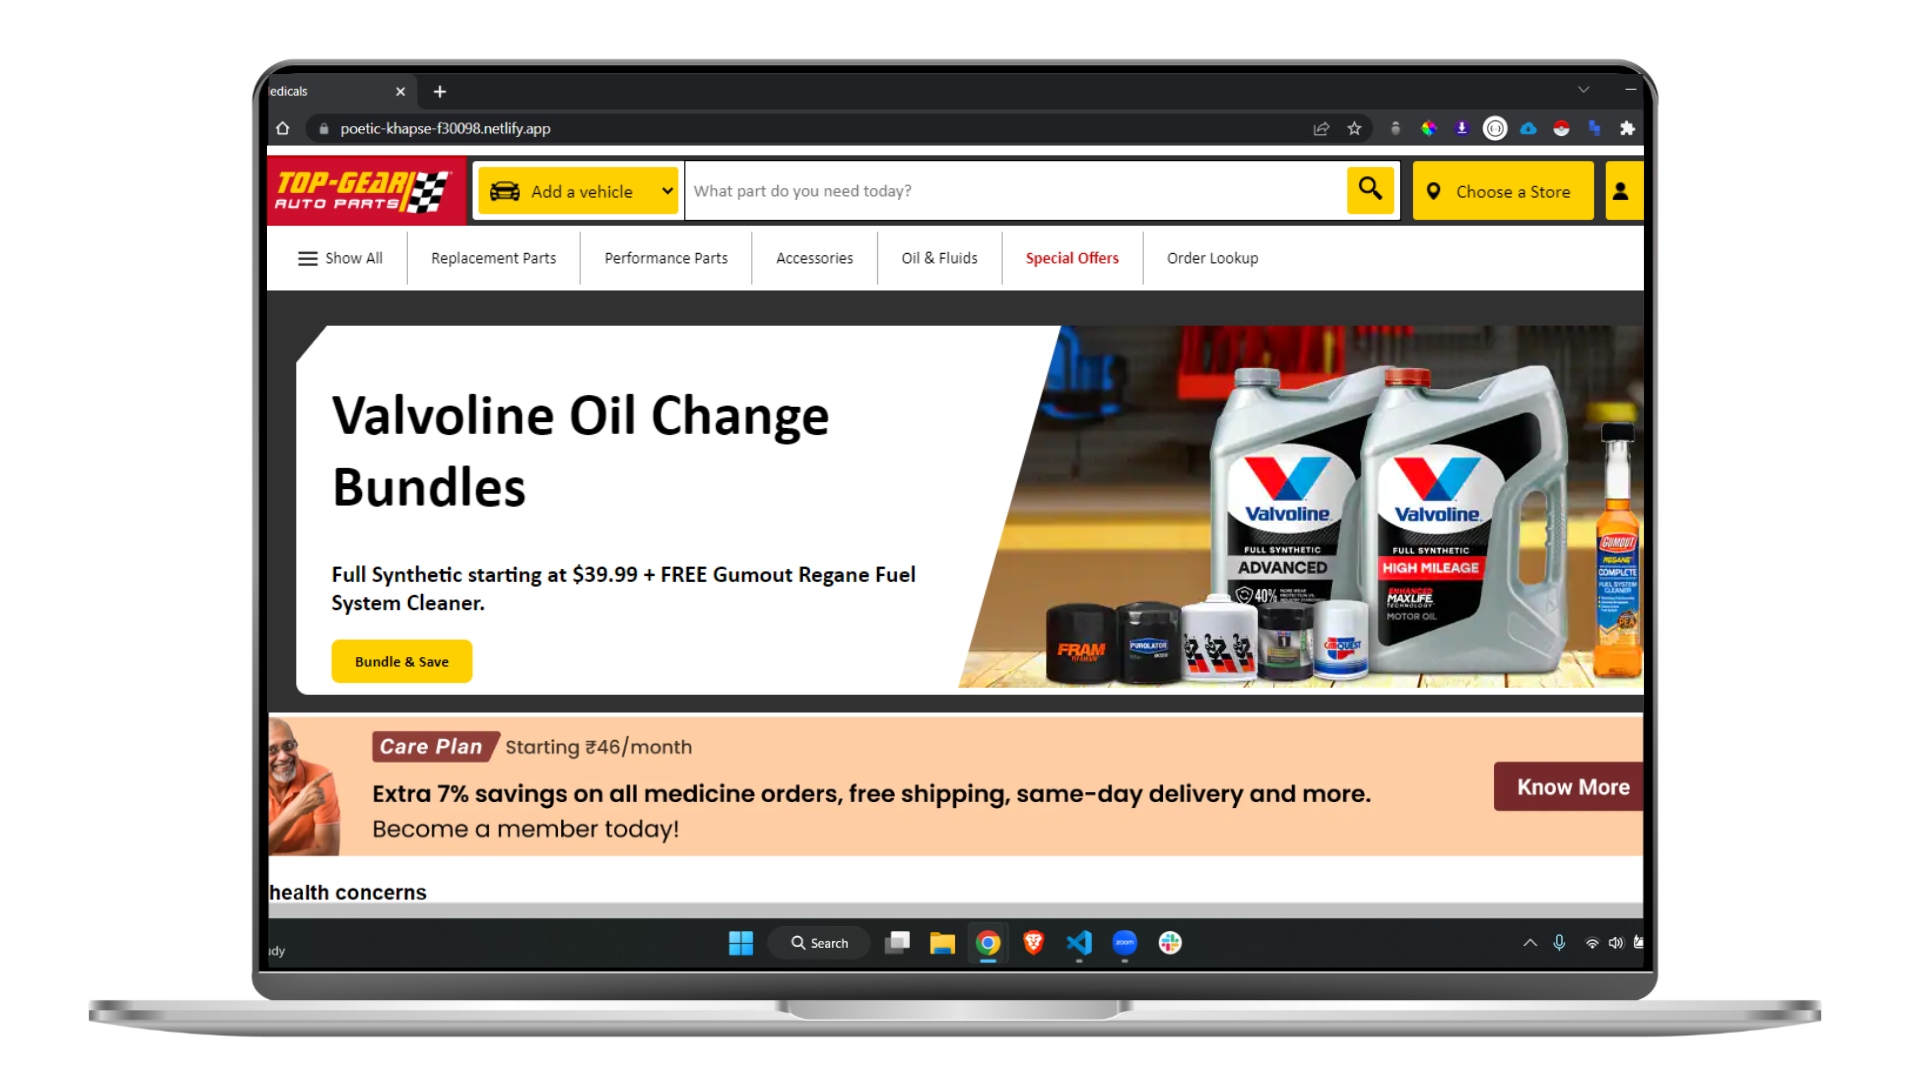 edicals
poetic-khapse-f30098.netlify.app
TOP-GEAR
AUTO PARTS
Add a vehicle
What part do you need today?
Choose a Store
Show All
Replacement Parts
Performance Parts
Accessories
Oil & Fluids
Special Offers
Order Lookup
Valvoline Oil Change
Bundles
Full Synthetic starting at $39.99 + FREE Gumout Regane Fuel
System Cleaner.
Bundle & Save
Valvoline
FULL SYNTHETIC
ADVANCED
40%
Valvoline
FULL SYNTHETIC
HIGH MILEAGE
ENHANCED
MAXLIFE
TECHNOLOGY
MOTOR OIL
GUMOUT
REGANE
COMPLETE
FUEL SYSTEM
CLEANER
PEA
FRAM
PUROLATOR
CARQUEST
Care Plan
Starting ₹46/month
Extra 7% savings on all medicine orders, free shipping, same-day delivery and more.
Become a member today!
Know More
health concerns
udy
Search
zoom